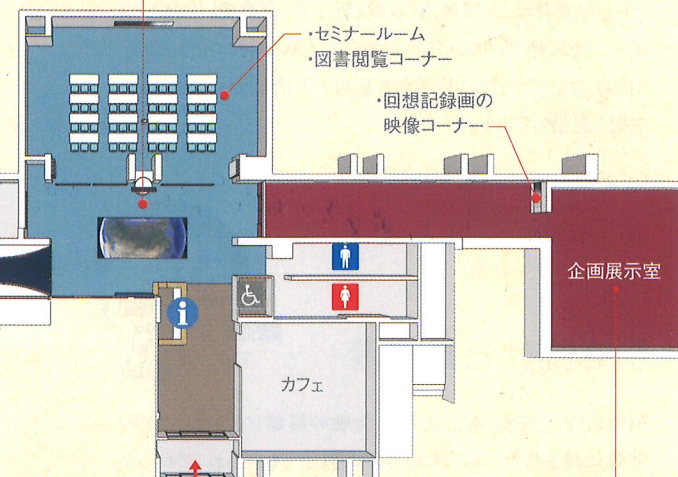 ・セミナールーム
・図書閲覧コーナー
・回想記録画の
映像コーナー
企画展示室
i
カフェ